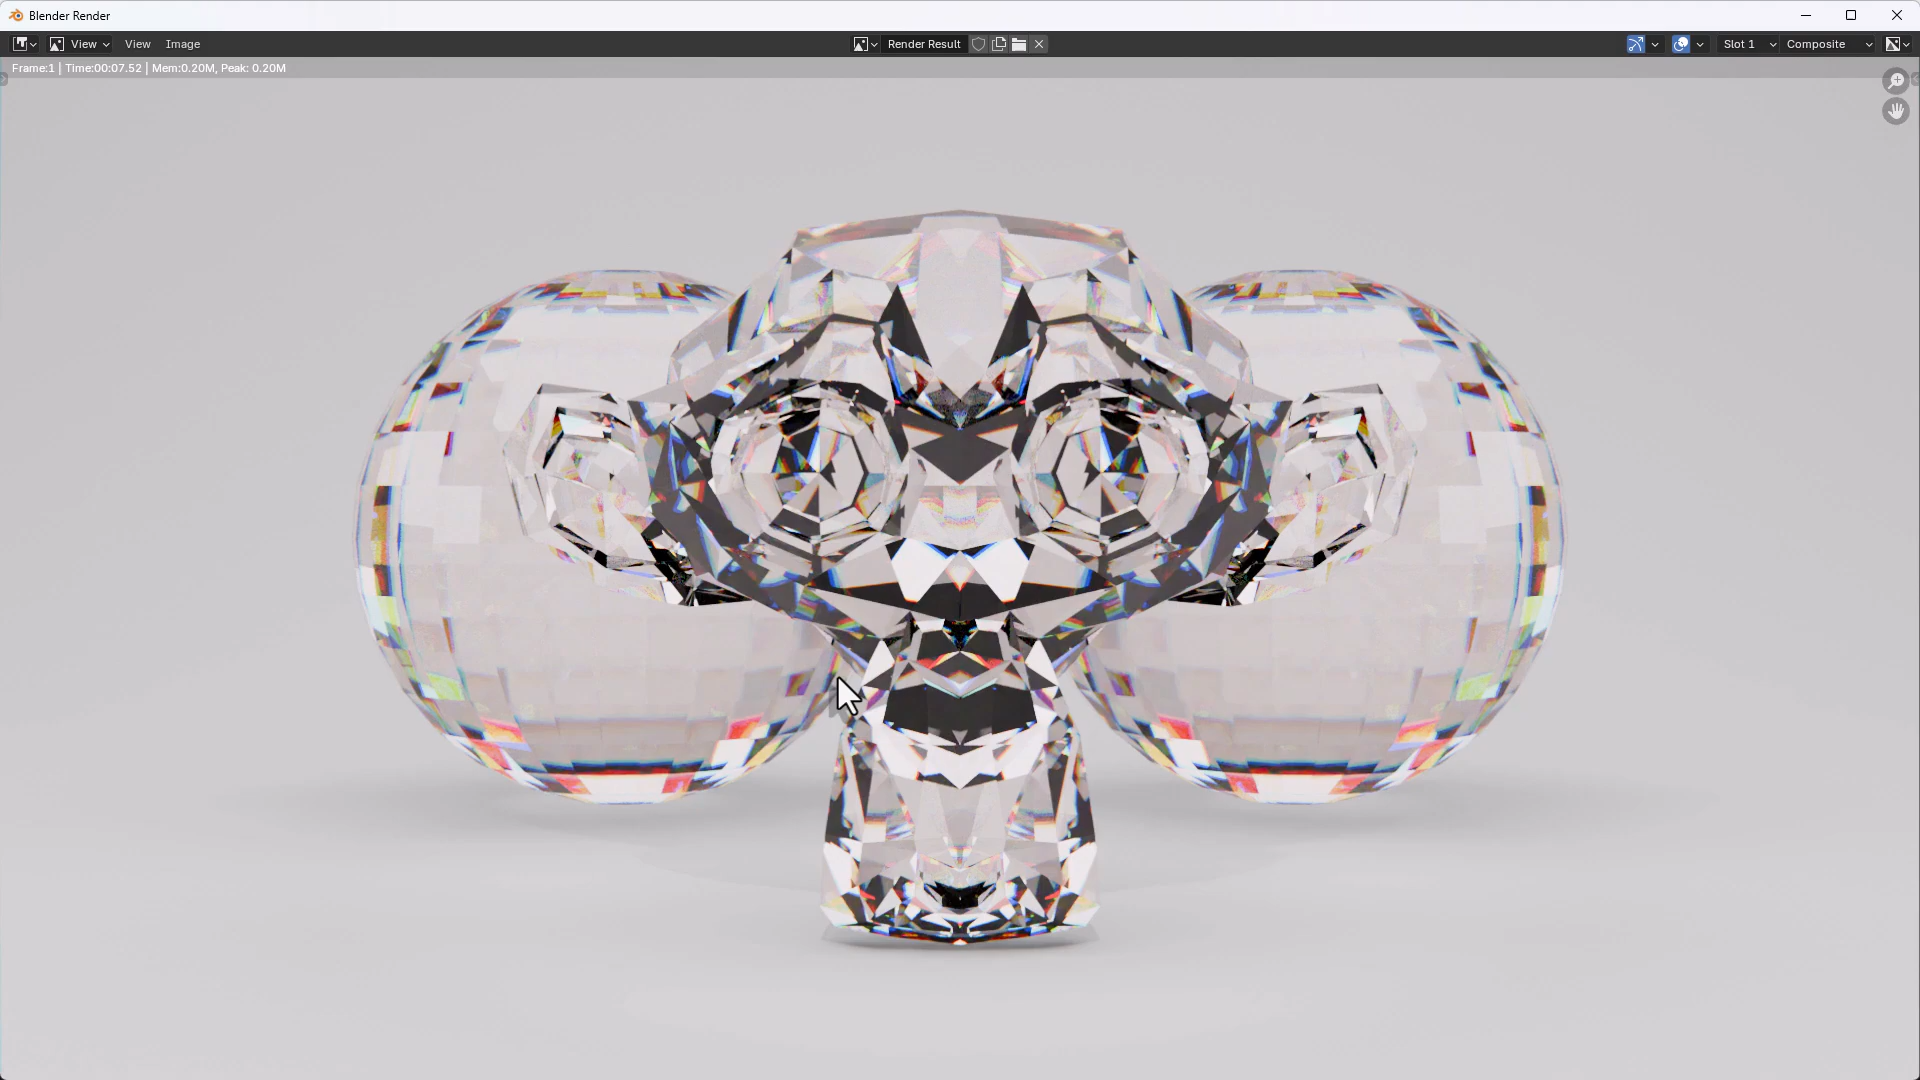 Blender Render
View View Image Render Result Slot 1 Composite
Frame:1 | Time:00:07.52 | Mem:0.20M, Peak: 0.20M